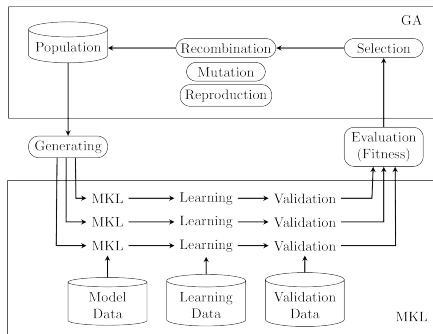 GA
Population
Recombination
Selection
Mutation
Reproduction
Generating
Evaluation
(Fitness)
MKL
Learning
Validation
MKL
Learning
Validation
MKL
Learning
Validation
Model
Data
Learning
Data
Validation
Data
MKL